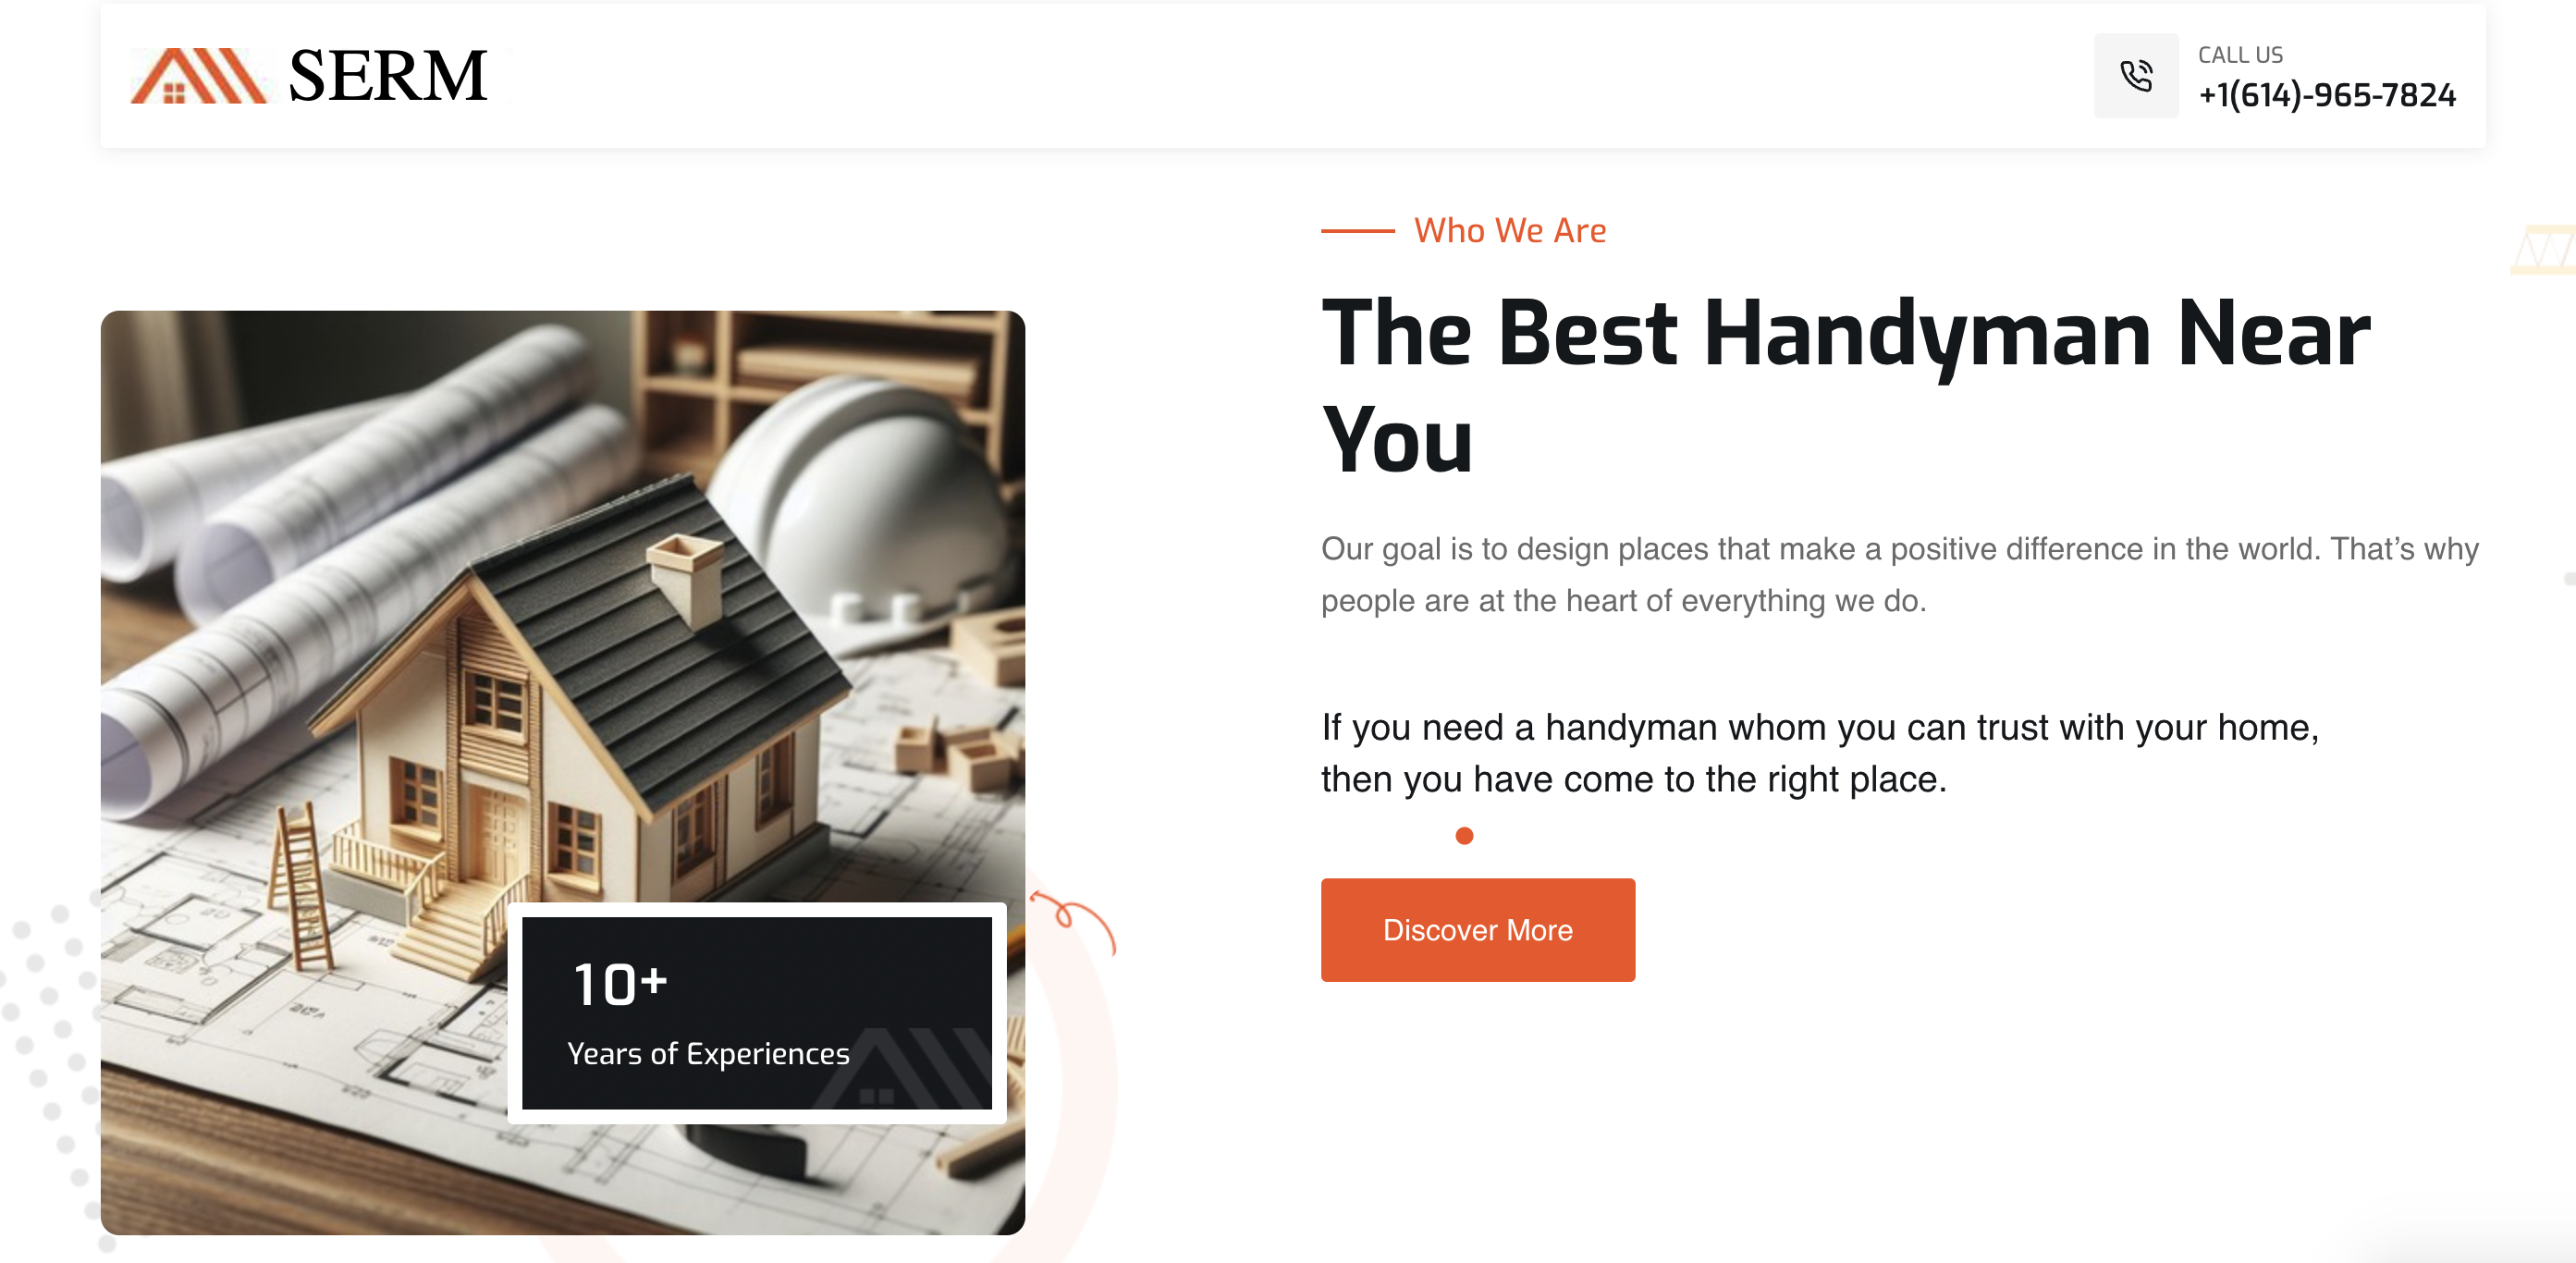 SERM
CALL US
+1(614)-965-7824
Who We Are
The Best Handyman Near
You
Our goal is to design places that make a positive difference in the world. That’s why
people are at the heart of everything we do.
If you need a handyman whom you can trust with your home,
then you have come to the right place.
Discover More
10+
Years of Experiences